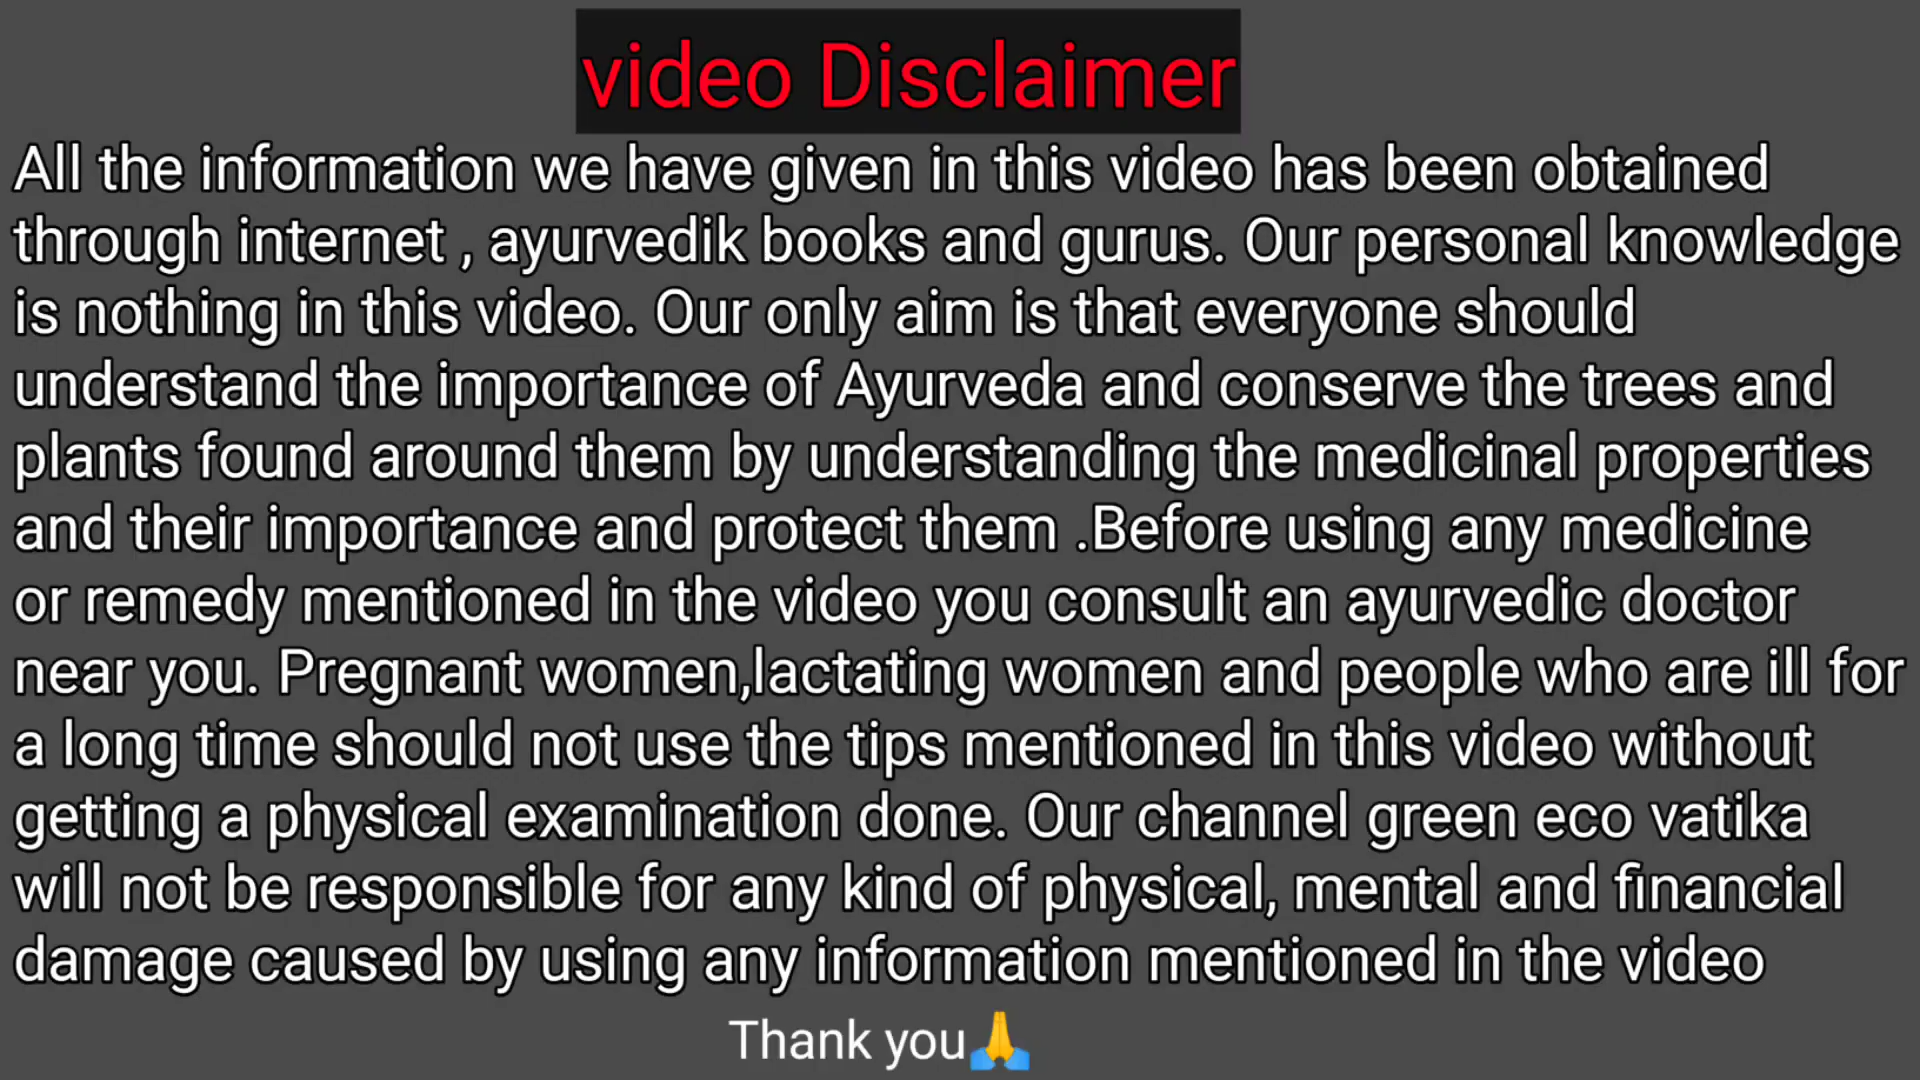 video Disclaimer
All the information we have given in this video has been obtained
through internet , ayurvedik books and gurus. Our personal knowledge
is nothing in this video. Our only aim is that everyone should
understand the importance of Ayurveda and conserve the trees and
plants found around them by understanding the medicinal properties
and their importance and protect them .Before using any medicine
or remedy mentioned in the video you consult an ayurvedic doctor
near you. Pregnant women,lactating women and people who are ill for
a long time should not use the tips mentioned in this video without
getting a physical examination done. Our channel green eco vatika
will not be responsible for any kind of physical, mental and financial
damage caused by using any information mentioned in the video
Thank you🙏